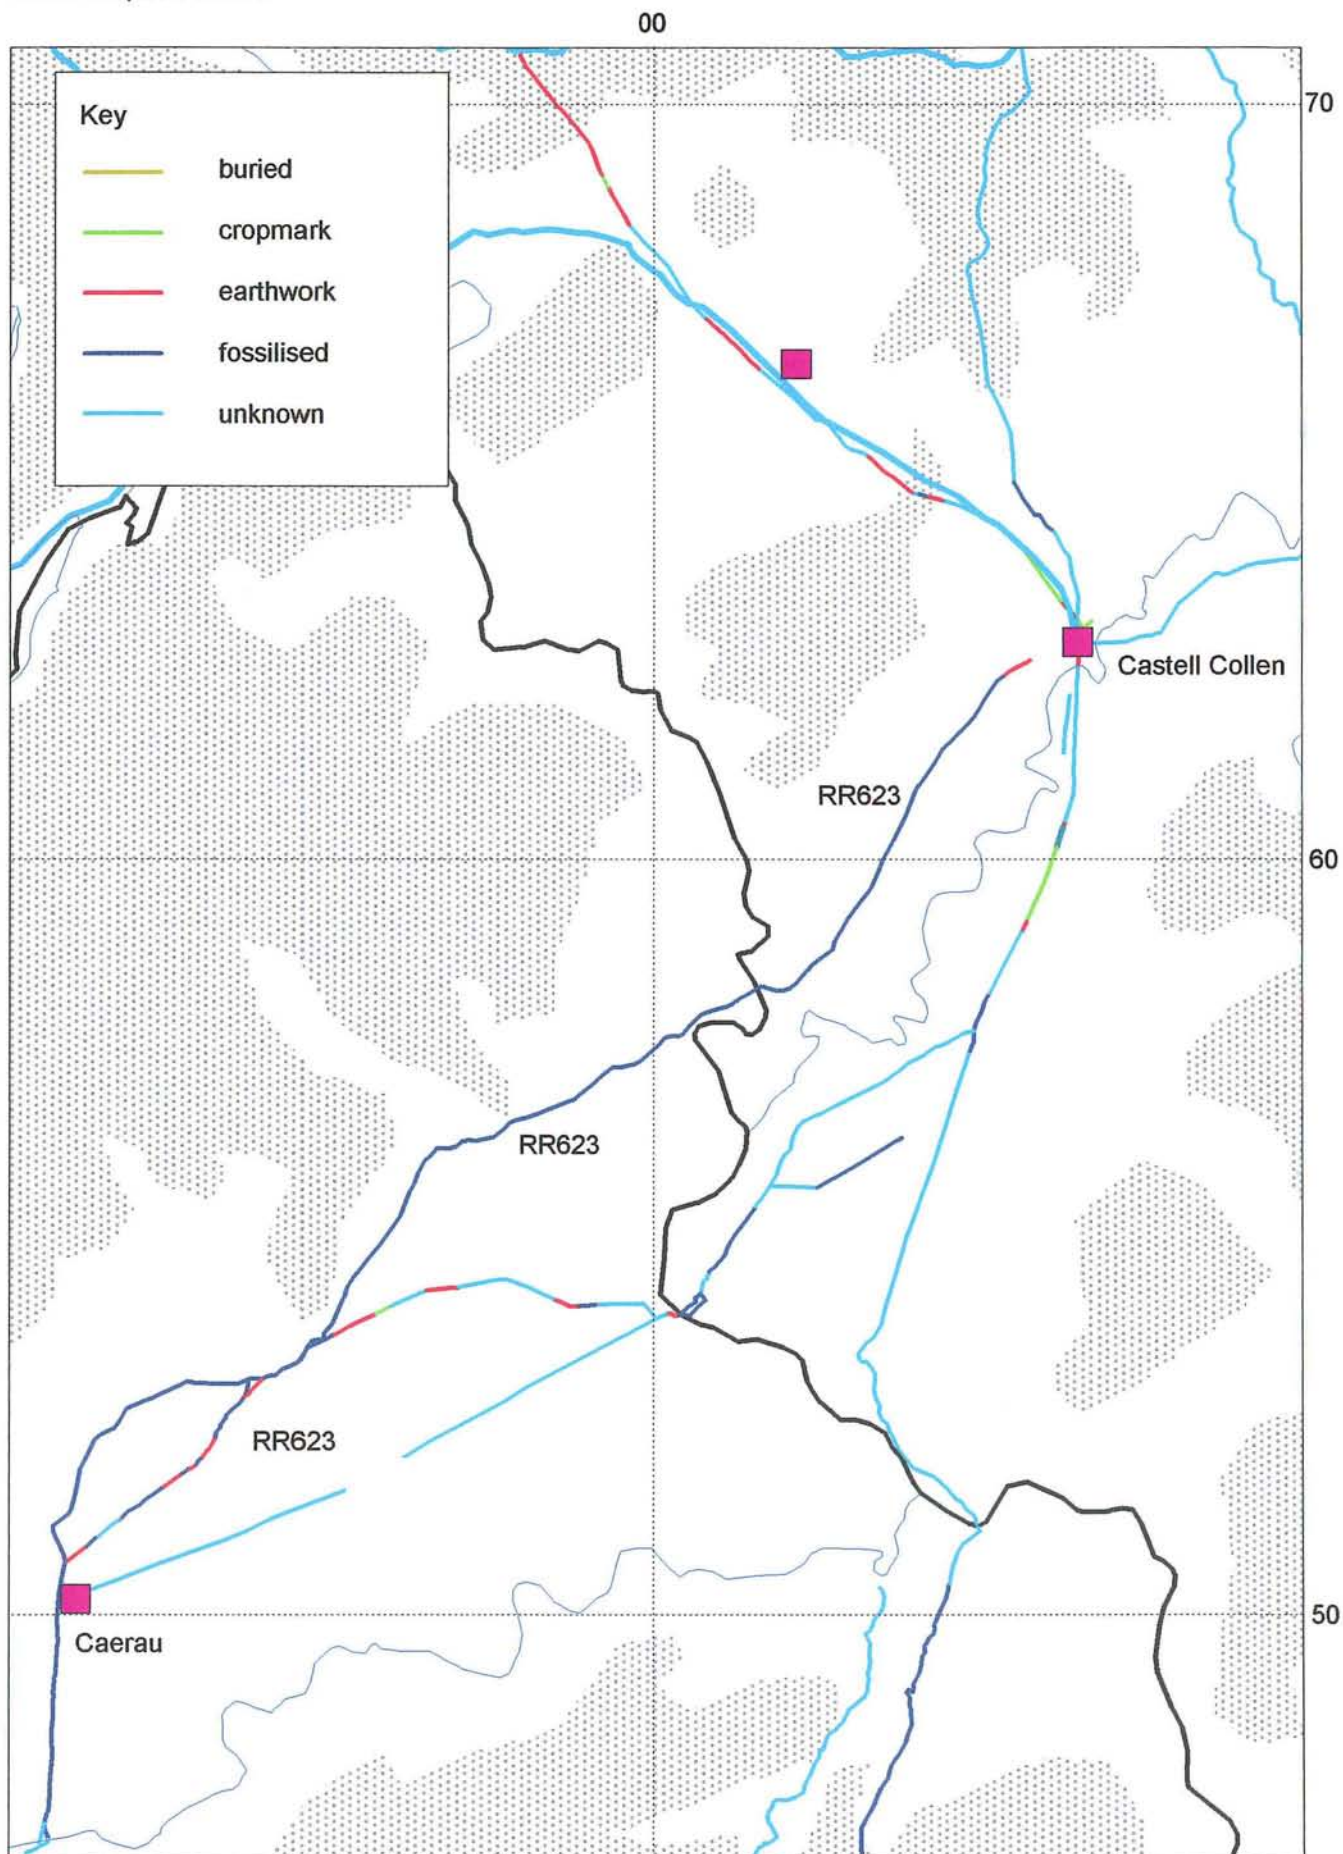 00
70
Key
buried
cropmark
earthwork
fossilised
unknown
Castell Collen
RR623
60
RR623
RR623
50
Caerau